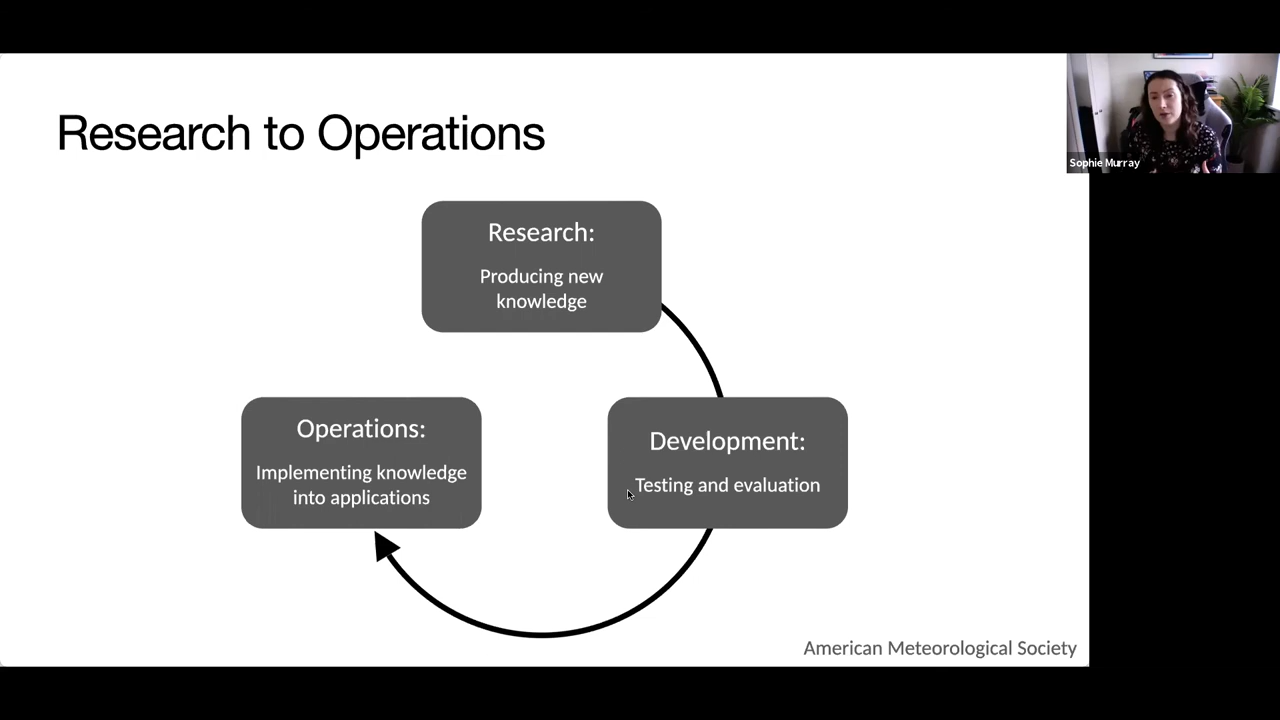 Research to Operations
Sophie Murray
Research:
Producing new
knowledge
Operations:
Implementing knowledge
into applications
Development:
Testing and evaluation
American Meteorological Society